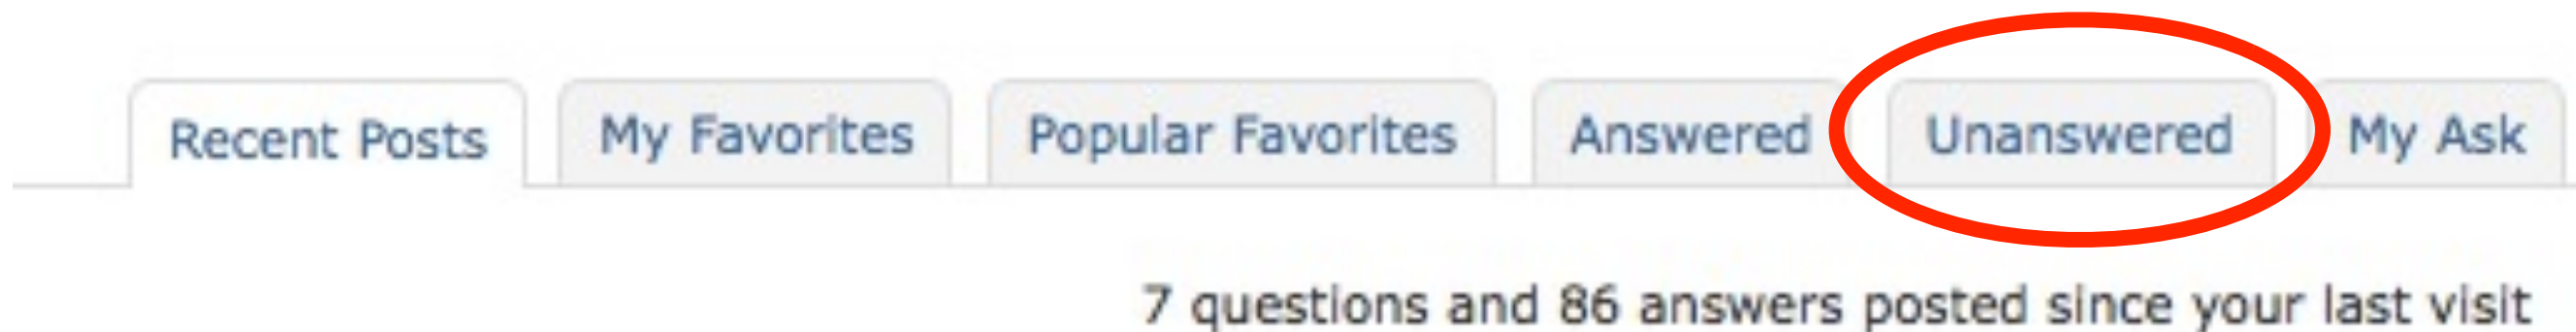 Recent Posts My Favorites Popular Favorites Answered Unanswered My Ask
7 questions and 86 answers posted since your last visit